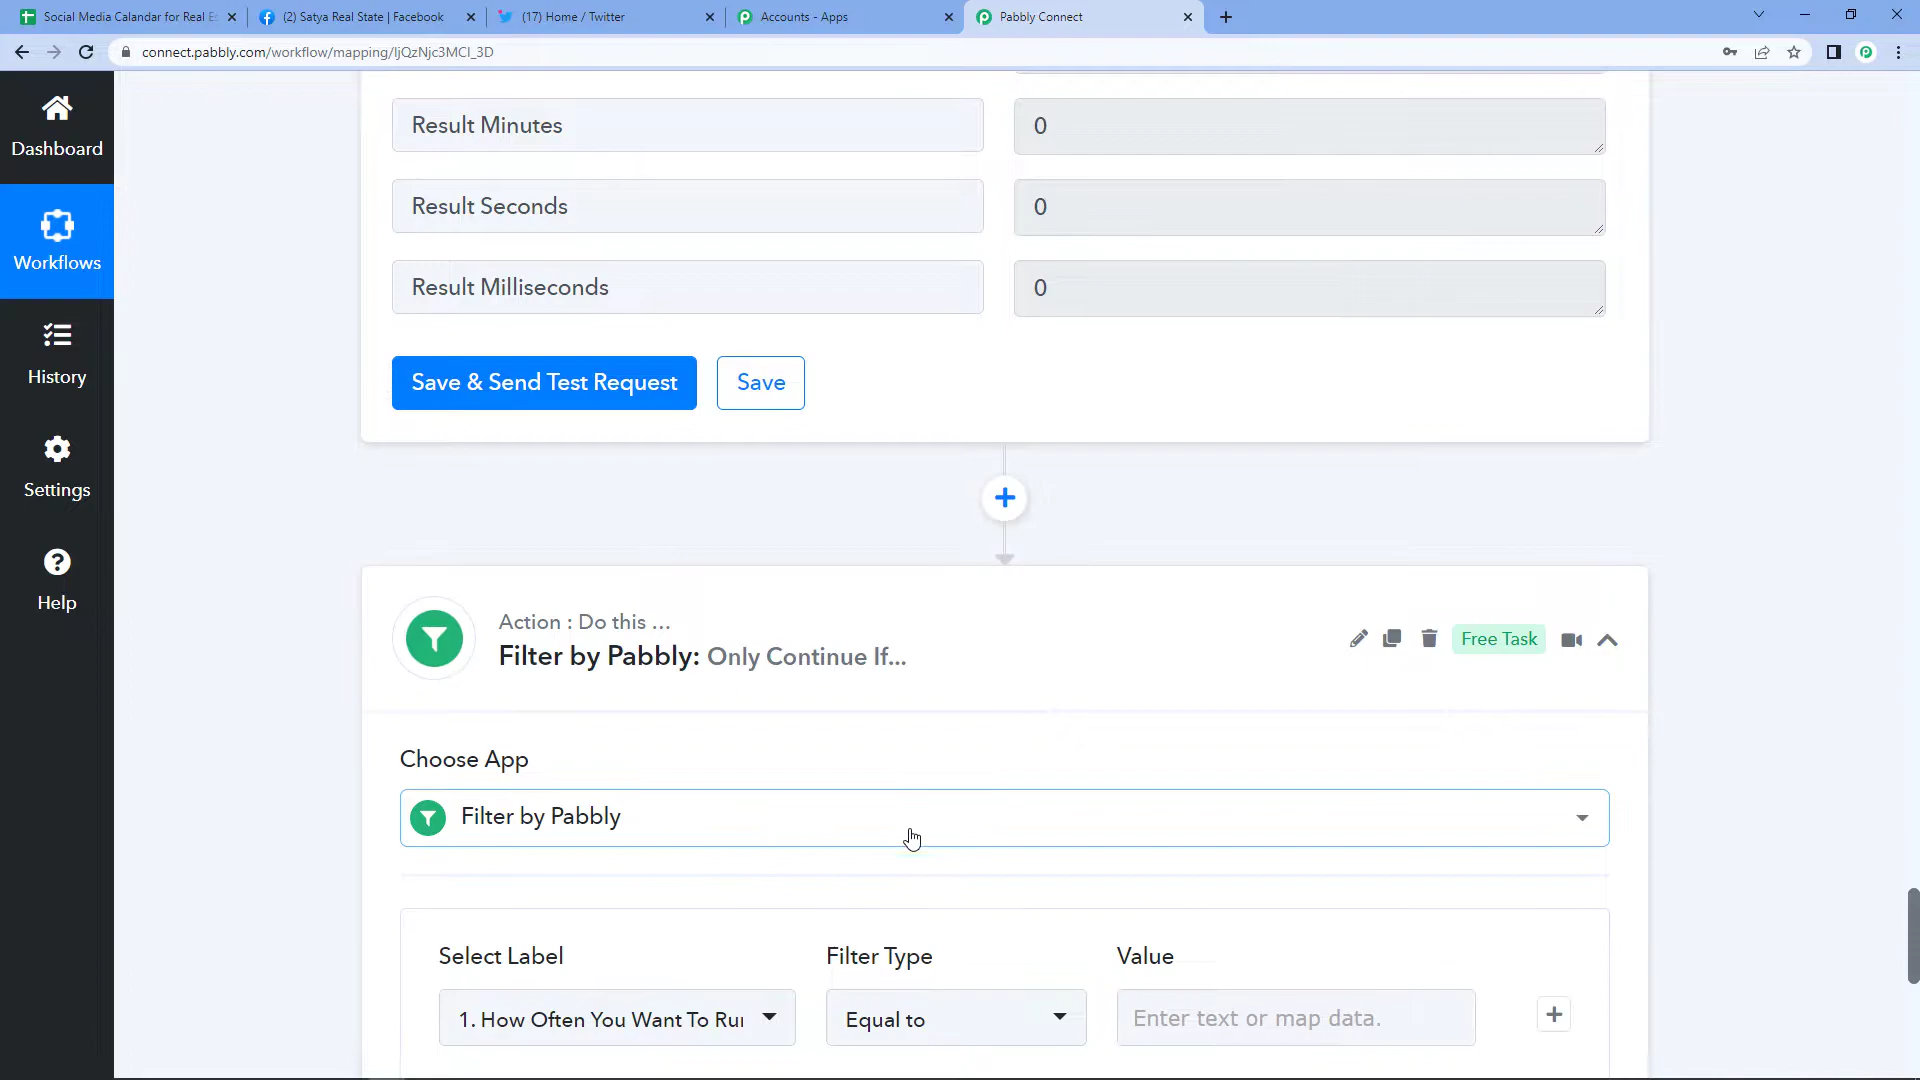 Social Media Calandar for Real Es
(2) Satya Real State | Facebook
(17) Home / Twitter
Accounts - Apps
Pabbly Connect
connect.pabbly.com/workflow/mapping/IjQzNjc3MCI_3D
Dashboard
Workflows
History
Settings
Help
Result Minutes
0
Result Seconds
0
Result Milliseconds
0
Save & Send Test Request
Save
Action : Do this ...
Filter by Pabbly: Only Continue If...
Free Task
Choose App
Filter by Pabbly
Select Label
Filter Type
Value
1. How Often You Want To Rur
Equal to
Enter text or map data.